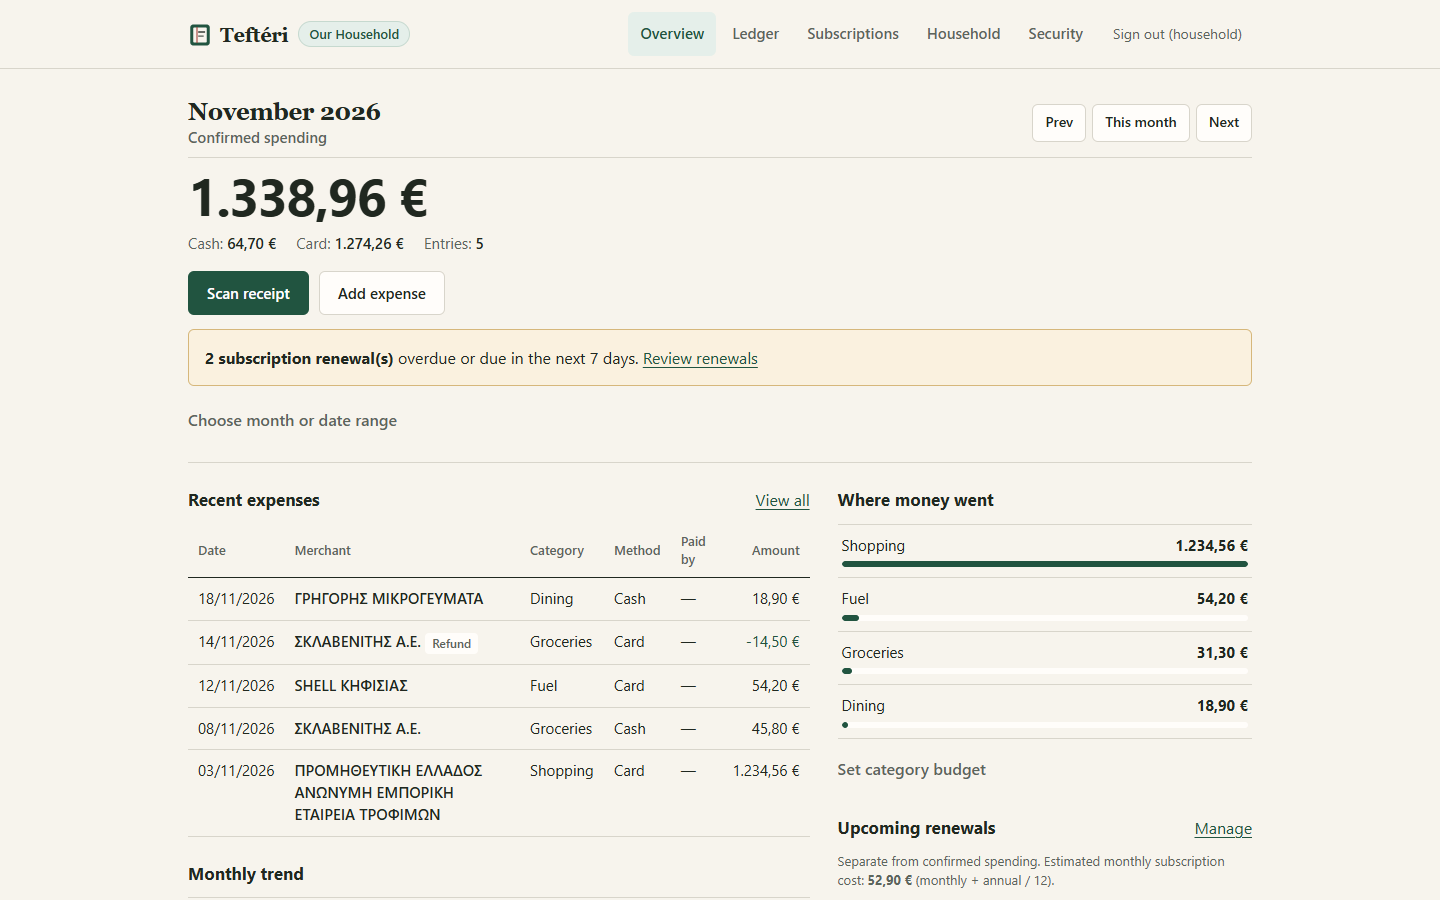 Teftéri Our Household Overview Ledger Subscriptions Household Security Sign out (household)
November 2026
Confirmed spending
Prev This month Next
1.338,96 €
Cash: 64,70 € Card: 1.274,26 € Entries: 5
Scan receipt Add expense
2 subscription renewal(s) overdue or due in the next 7 days. Review renewals
Choose month or date range
Recent expenses View all
Date Merchant Category Method Paid by Amount
18/11/2026 ΓΡΗΓΟΡΗΣ ΜΙΚΡΟΓΕΥΜΑΤΑ Dining Cash — 18,90 €
14/11/2026 ΣΚΛΑΒΕΝΙΤΗΣ Α.Ε. Refund Groceries Card — -14,50 €
12/11/2026 SHELL ΚΗΦΙΣΙΑΣ Fuel Card — 54,20 €
08/11/2026 ΣΚΛΑΒΕΝΙΤΗΣ Α.Ε. Groceries Cash — 45,80 €
03/11/2026 ΠΡΟΜΗΘΕΥΤΙΚΗ ΕΛΛΑΔΟΣ Shopping Card — 1.234,56 €
ΑΝΩΝΥΜΗ ΕΜΠΟΡΙΚΗ
ΕΤΑΙΡΕΙΑ ΤΡΟΦΙΜΩΝ
Monthly trend
Where money went
Shopping 1.234,56 €
Fuel 54,20 €
Groceries 31,30 €
Dining 18,90 €
Set category budget
Upcoming renewals Manage
Separate from confirmed spending. Estimated monthly subscription
cost: 52,90 € (monthly + annual / 12).